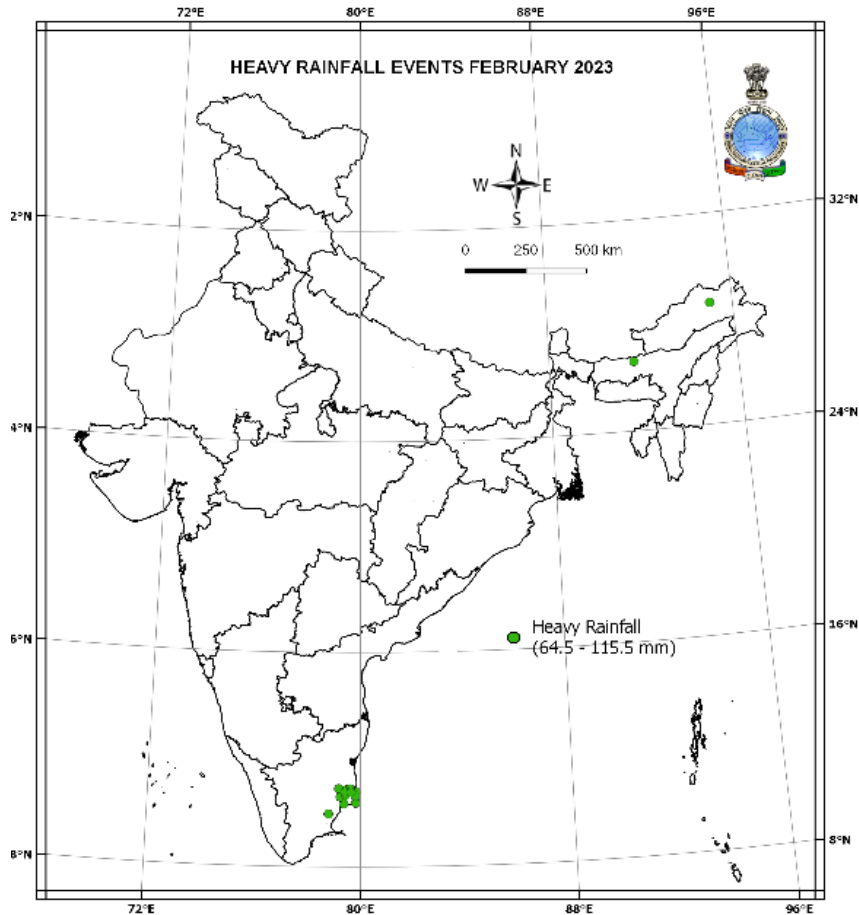 72°E 80°E 88°E 96°E
HEAVY RAINFALL EVENTS FEBRUARY 2023
N
W E
S
2°N 32°N
0 250 500 km
4°N 24°N
6°N 16°N
Heavy Rainfall
(64.5 - 115.5 mm)
8°N 8°N
72°E 80°E 88°E 96°E